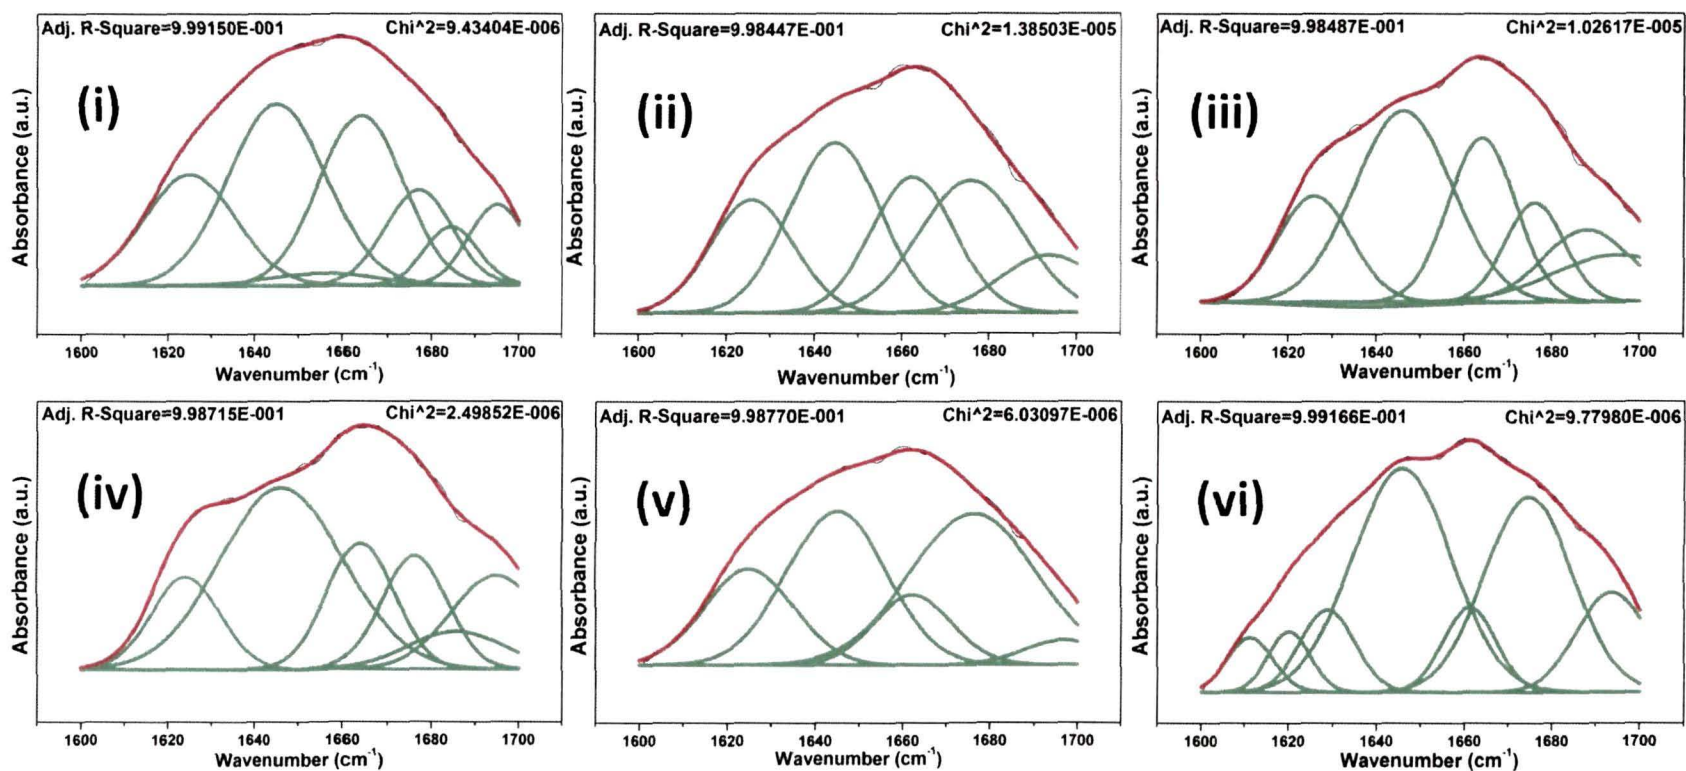 Adj. R-Square=9.99150E-001 Chi^2=9.43404E-006
(i)
Absorbance (a.u.)
1600 1620 1640 1660 1680 1700
Wavenumber (cm-1)
Adj. R-Square=9.98447E-001 Chi^2=1.38503E-005
(ii)
Absorbance (a.u.)
1600 1620 1640 1660 1680 1700
Wavenumber (cm-1)
Adj. R-Square=9.98487E-001 Chi^2=1.02617E-005
(iii)
Absorbance (a.u.)
1600 1620 1640 1660 1680 1700
Wavenumber (cm-1)
Adj. R-Square=9.98715E-001 Chi^2=2.49852E-006
(iv)
Absorbance (a.u.)
1600 1620 1640 1660 1680 1700
Wavenumber (cm-1)
Adj. R-Square=9.98770E-001 Chi^2=6.03097E-006
(v)
Absorbance (a.u.)
1600 1620 1640 1660 1680 1700
Wavenumber (cm-1)
Adj. R-Square=9.99166E-001 Chi^2=9.77980E-006
(vi)
Absorbance (a.u.)
1600 1620 1640 1660 1680 1700
Wavenumber (cm-1)